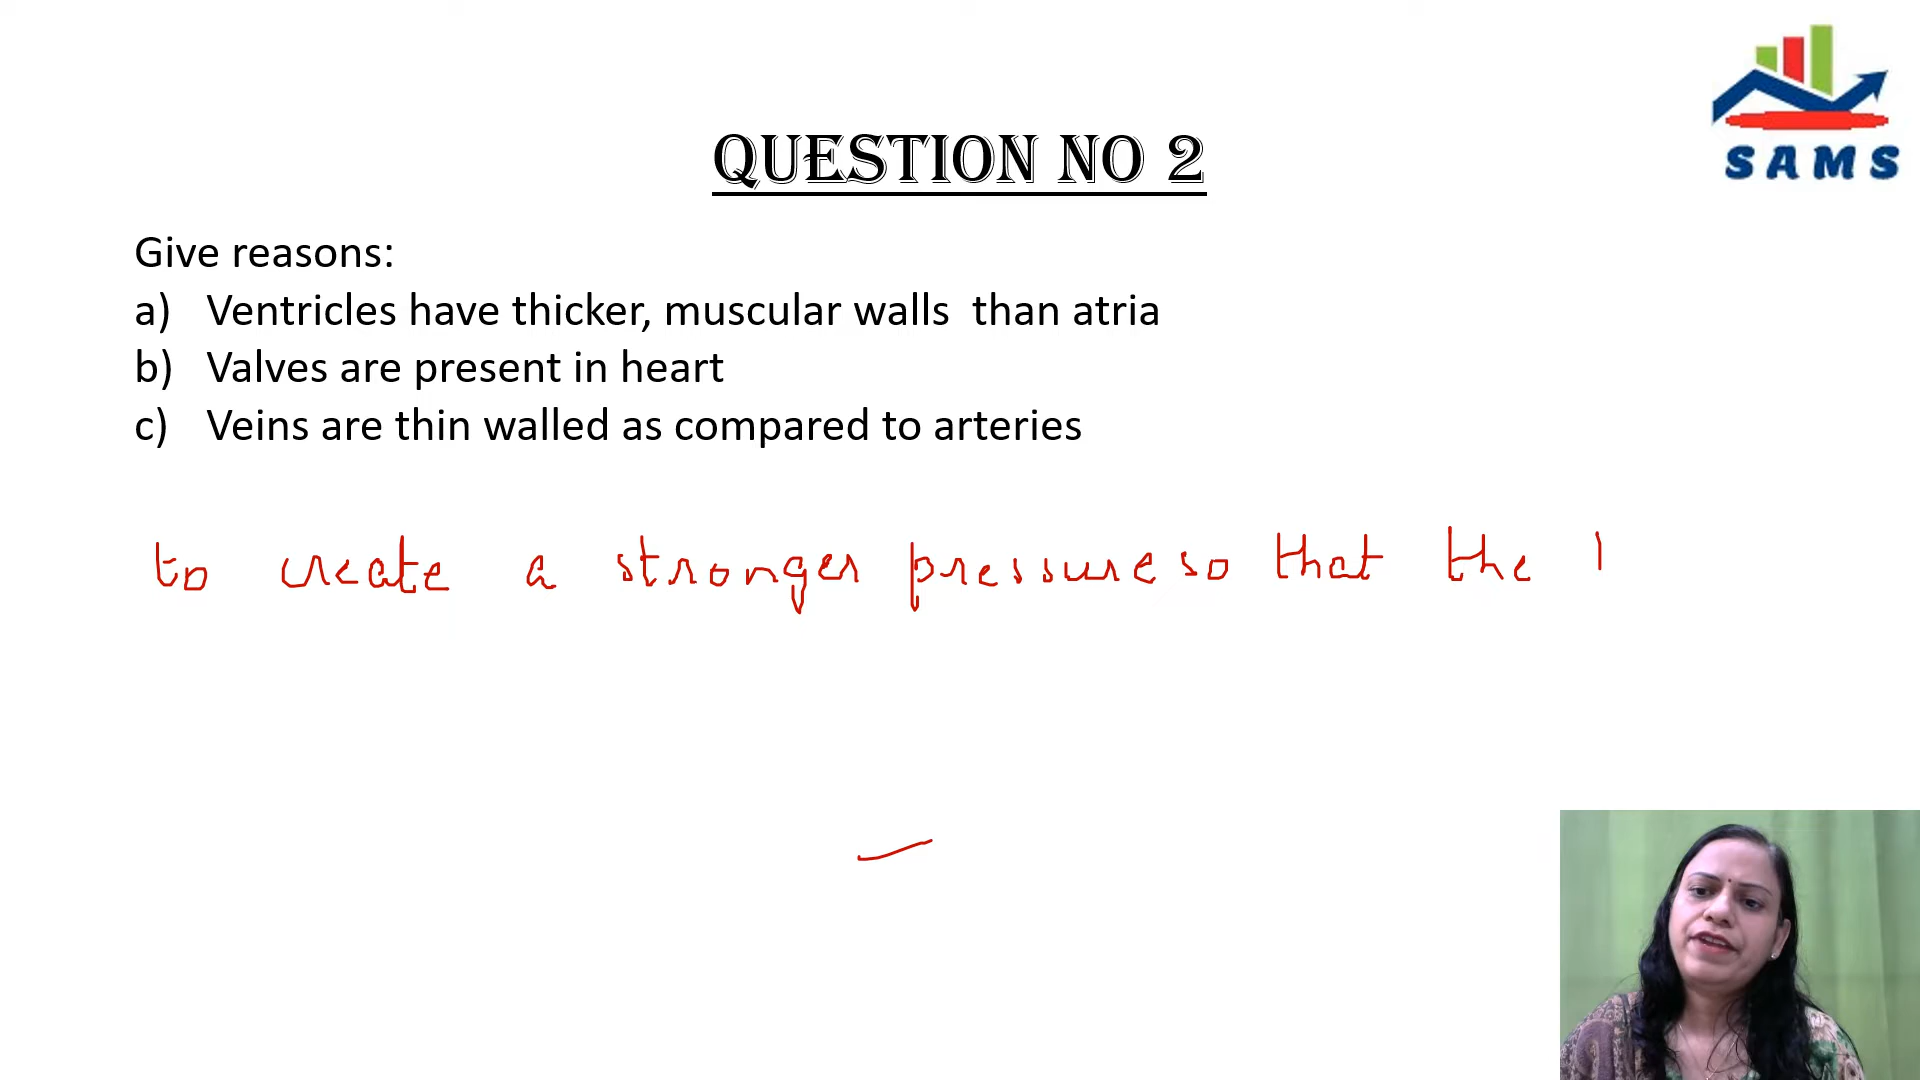 SAMS
QUESTION NO 2
Give reasons:
a) Ventricles have thicker, muscular walls than atria
b) Valves are present in heart
c) Veins are thin walled as compared to arteries
to create a stronger pressure so that the